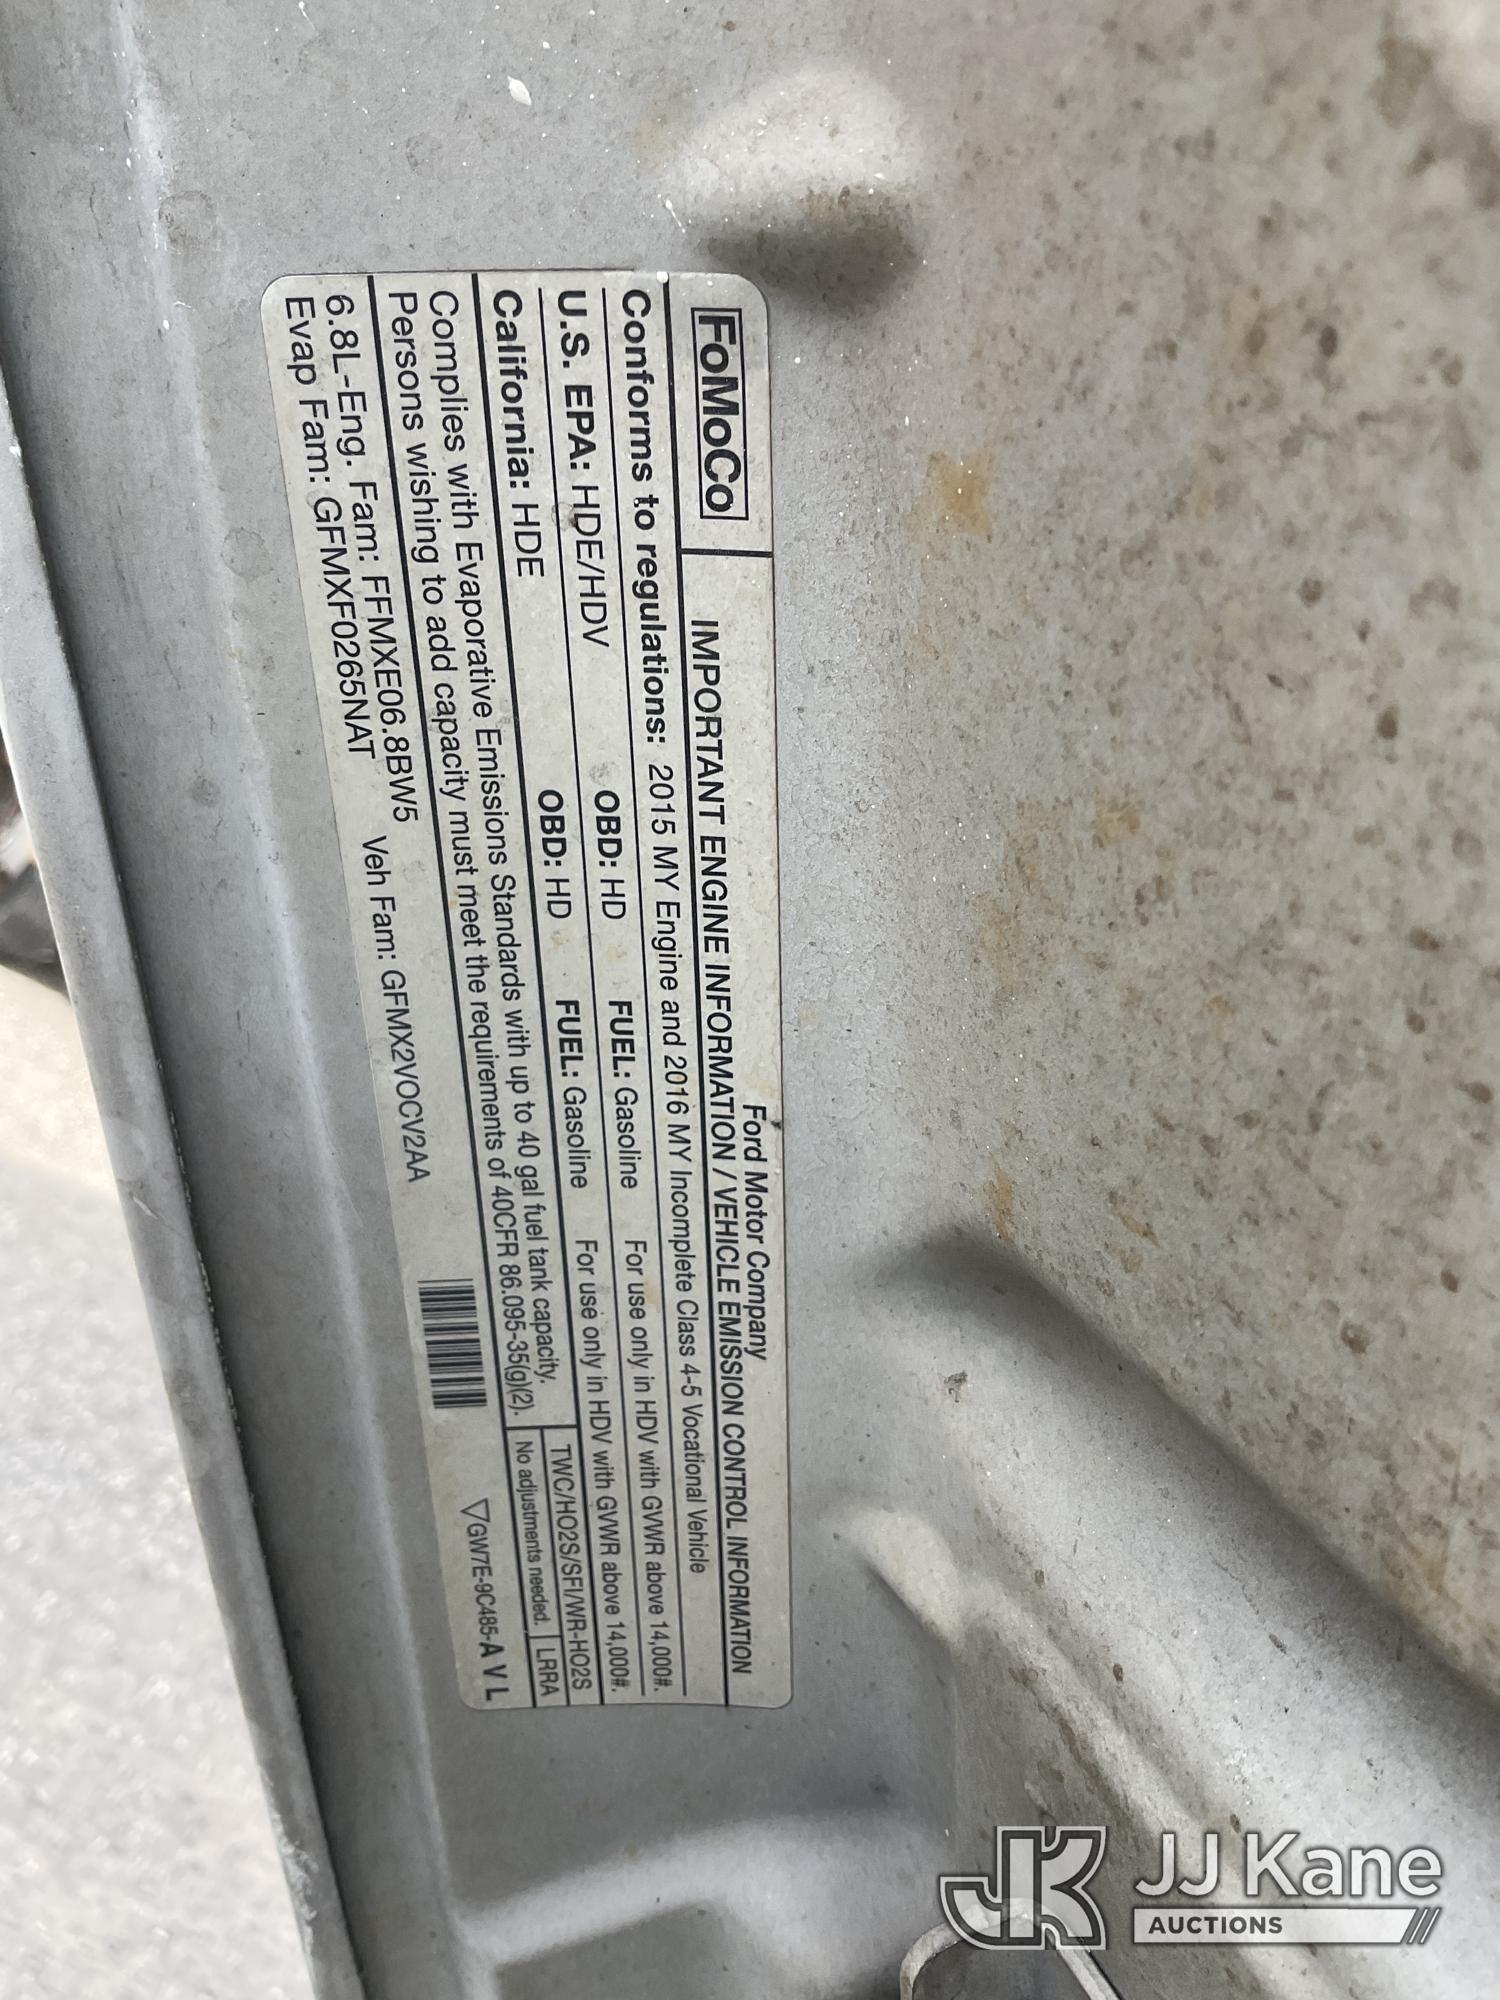 FoMoCo
Ford Motor Company
IMPORTANT ENGINE INFORMATION / VEHICLE EMISSION CONTROL INFORMATION
Conforms to regulations: 2015 MY Engine and 2016 MY Incomplete Class 4-5 Vocational Vehicle
U.S. EPA: HDE/HDV OBD: HD FUEL: Gasoline For use only in HDV with GVWR above 14,000#.
California: HDE OBD: HD FUEL: Gasoline For use only in HDV with GVWR above 14,000#.
Complies with Evaporative Emissions Standards with up to 40 gal fuel tank capacity.
Persons wishing to add capacity must meet the requirements of 40CFR 86.095-35(g)(2).
TWC/HO2S/SFI/WR-HO2S
No adjustments needed. LRRA
6.8L-Eng. Fam: FFMXE06.8BW5 Veh Fam: GFMX2VOCV2AA
Evap Fam: GFMXF0265NAT
▽GW7E-9C485-A V L
JK JJ Kane
AUCTIONS